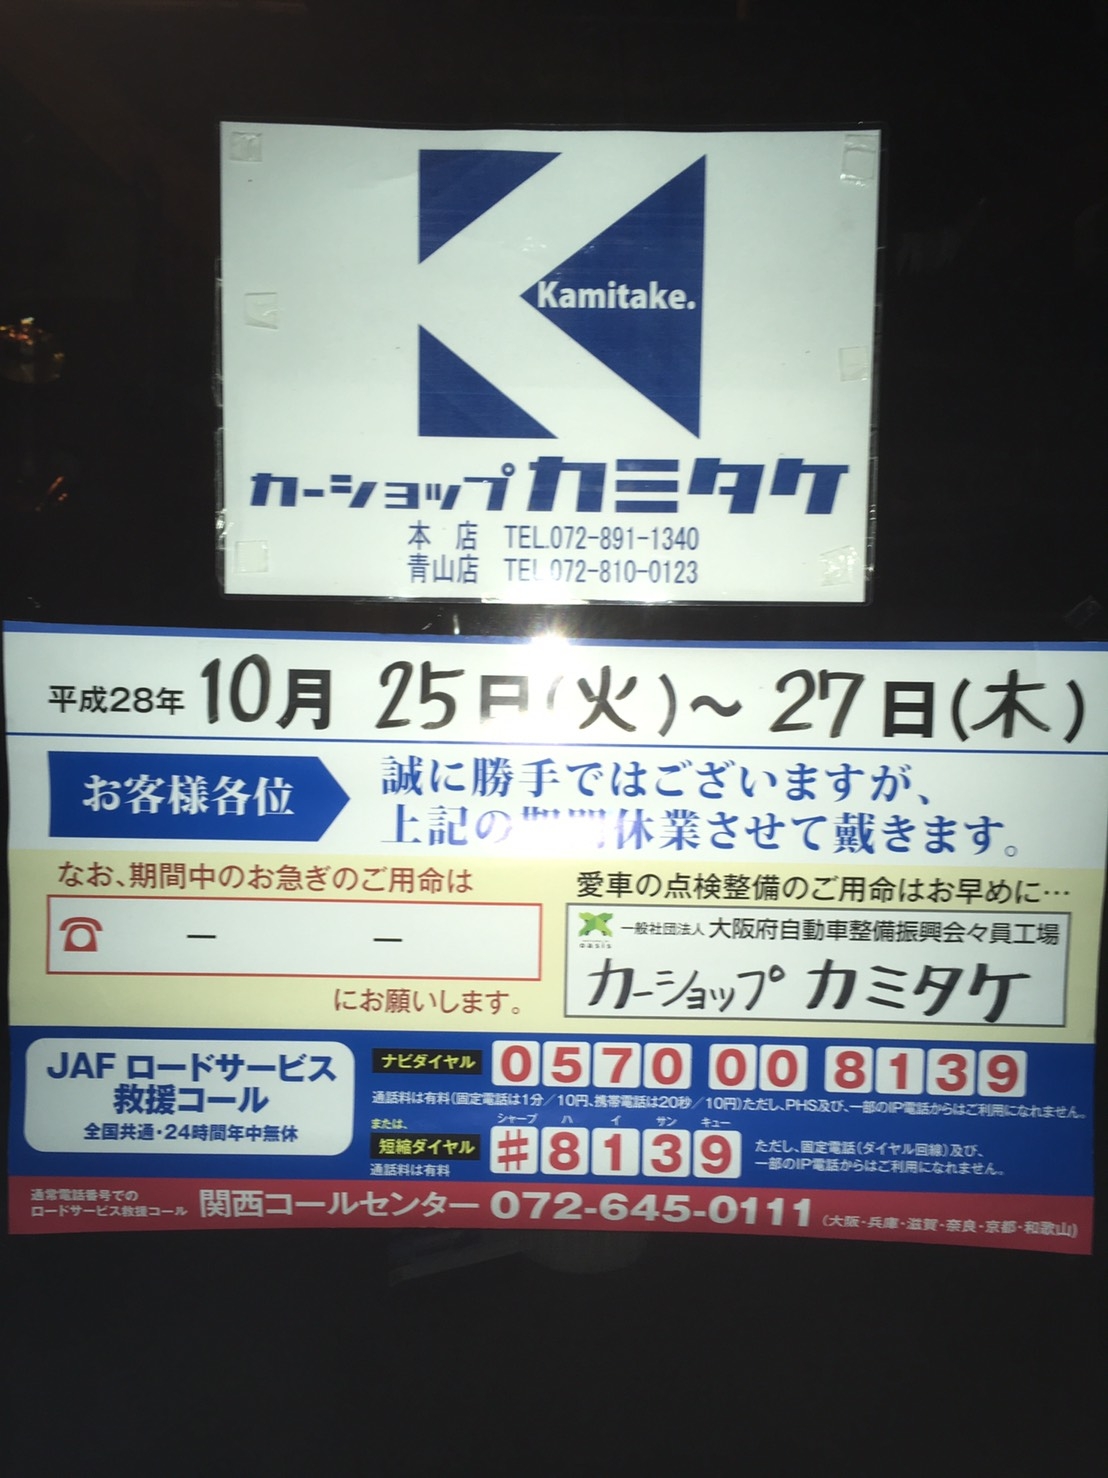 Kamitake.
カーショップ カミタケ
本 店 TEL.072-891-1340
青山店 TEL.072-810-0123
平成28年 10月 25日(火)～27日(木)
お客様各位
誠に勝手ではございますが、
上記の期間休業させて戴きます。
なお、期間中のお急ぎのご用命は
☎ － －
にお願いします。
愛車の点検整備のご用命はお早めに…
oasis 一般社団法人 大阪府自動車整備振興会々員工場
カーショップ カミタケ
JAF ロードサービス
救援コール
全国共通・24時間年中無休
ナビダイヤル 0570 00 8139
通話料は有料(固定電話は1分／10円、携帯電話は20秒／10円)ただし、PHS及び、一部のIP電話からはご利用になれません。
または、
シャープ ハ イ サン キュー
短縮ダイヤル #8139
通話料は有料
ただし、固定電話(ダイヤル回線)及び、
一部のIP電話からはご利用になれません。
通常電話番号での
ロードサービス救援コール
関西コールセンター 072-645-0111 (大阪・兵庫・滋賀・奈良・京都・和歌山)